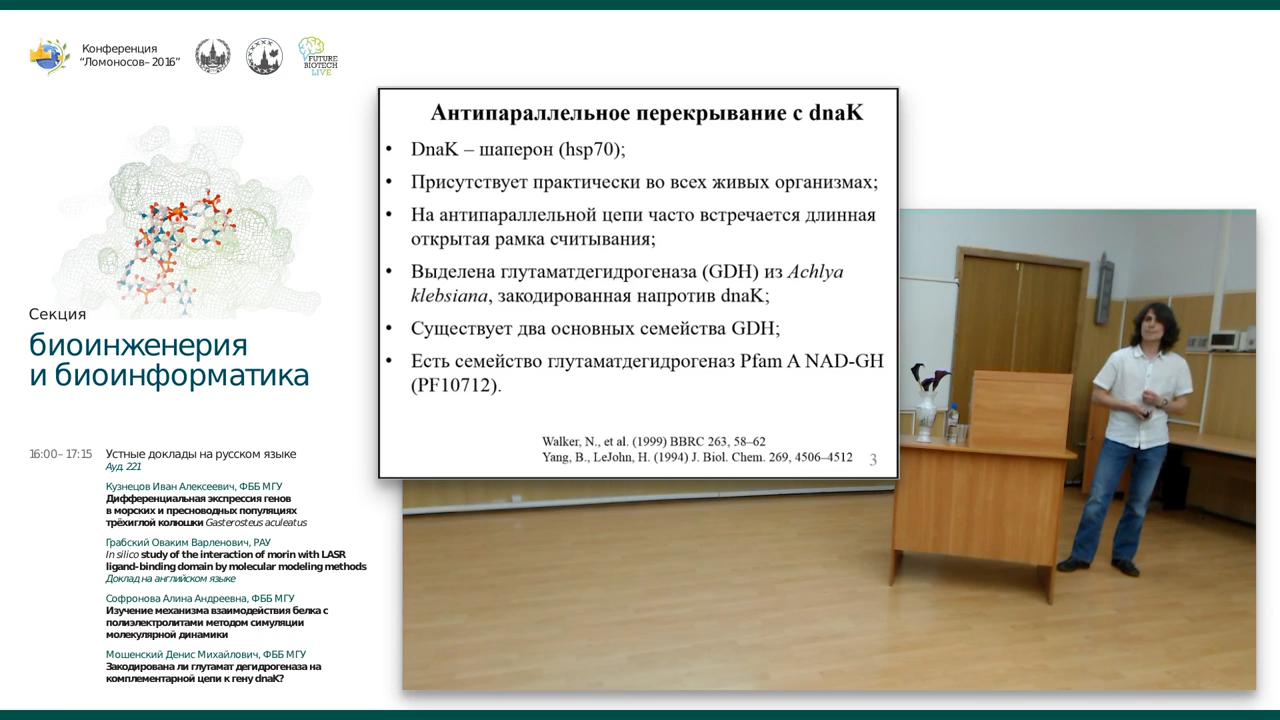 Конференция
“Ломоносов– 2016”
FUTURE
BIOTECH
LIVE
Антипараллельное перекрывание с dnaK
• DnaK – шаперон (hsp70);
• Присутствует практически во всех живых организмах;
• На антипараллельной цепи часто встречается длинная
открытая рамка считывания;
• Выделена глутаматдегидрогеназа (GDH) из Achlya
klebsiana, закодированная напротив dnaK;
• Существует два основных семейства GDH;
• Есть семейство глутаматдегидрогеназ Pfam A NAD-GH
(PF10712).
Walker, N., et al. (1999) BBRC 263, 58–62
Yang, B., LeJohn, H. (1994) J. Biol. Chem. 269, 4506–4512
3
Секция
биоинженерия
и биоинформатика
16:00– 17:15 Устные доклады на русском языке
Ауд. 221
Кузнецов Иван Алексеевич, ФББ МГУ
Дифференциальная экспрессия генов
в морских и пресноводных популяциях
трёхиглой колюшки Gasterosteus aculeatus
Грабский Оваким Варленович, РАУ
In silico study of the interaction of morin with LASR
ligand-binding domain by molecular modeling methods
Доклад на английском языке
Софронова Алина Андреевна, ФББ МГУ
Изучение механизма взаимодействия белка с
полиэлектролитами методом симуляции
молекулярной динамики
Мошенский Денис Михайлович, ФББ МГУ
Закодирована ли глутамат дегидрогеназа на
комплементарной цепи к гену dnaK?